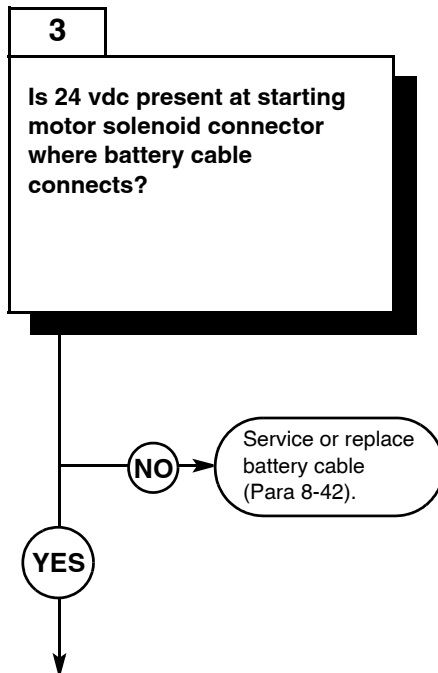 3
Is 24 vdc present at starting
motor solenoid connector
where battery cable
connects?
NO
Service or replace
battery cable
(Para 8-42).
YES